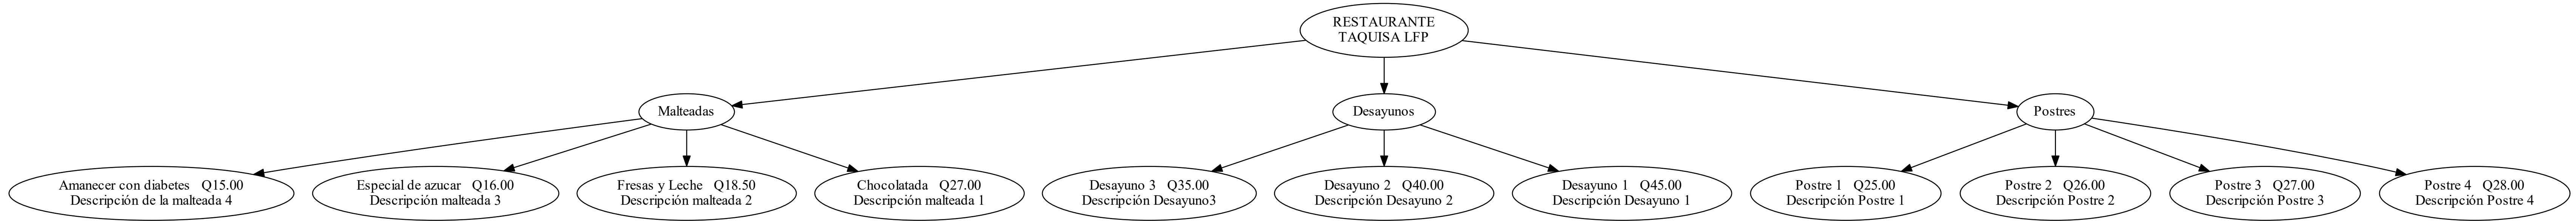 RESTAURANTE
TAQUISA LFP
Malteadas
Desayunos
Postres
Amanecer con diabetes Q15.00
Descripción de la malteada 4
Especial de azucar Q16.00
Descripción malteada 3
Fresas y Leche Q18.50
Descripción malteada 2
Chocolatada Q27.00
Descripción malteada 1
Desayuno 3 Q35.00
Descripción Desayuno3
Desayuno 2 Q40.00
Descripción Desayuno 2
Desayuno 1 Q45.00
Descripción Desayuno 1
Postre 1 Q25.00
Descripción Postre 1
Postre 2 Q26.00
Descripción Postre 2
Postre 3 Q27.00
Descripción Postre 3
Postre 4 Q28.00
Descripción Postre 4